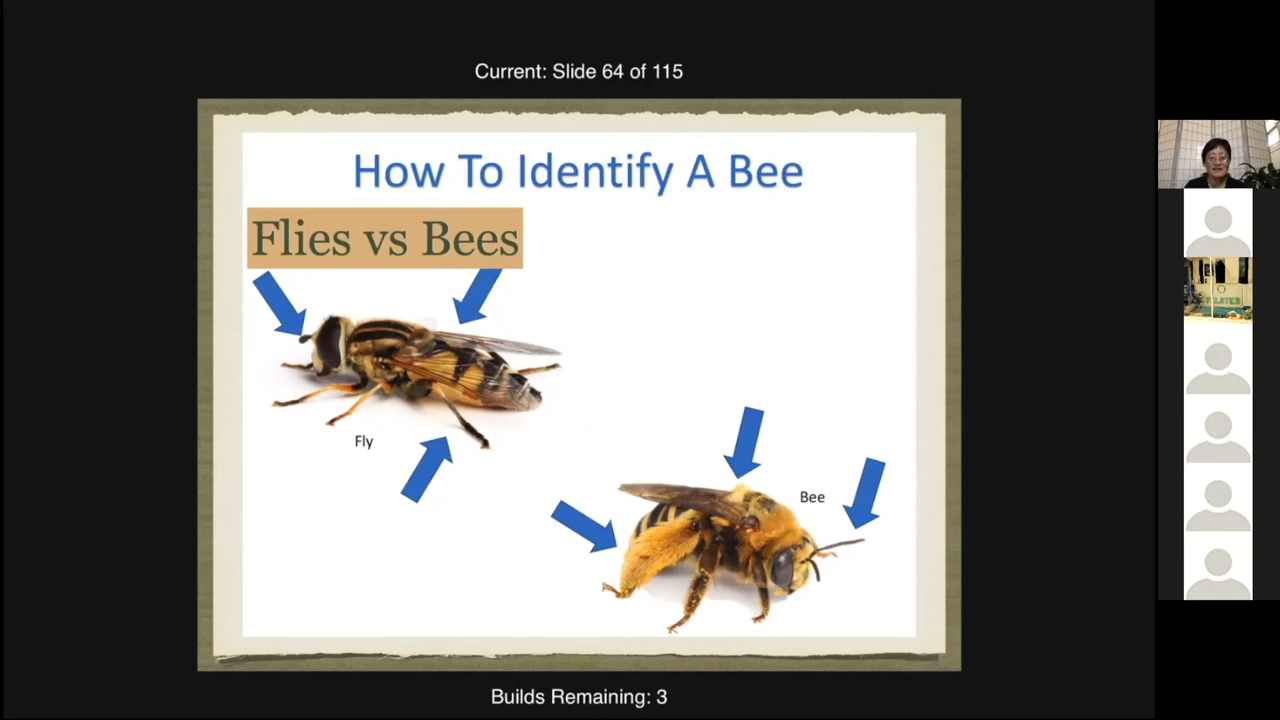 Current: Slide 64 of 115
How To Identify A Bee
Flies vs Bees
Fly
Bee
Builds Remaining: 3